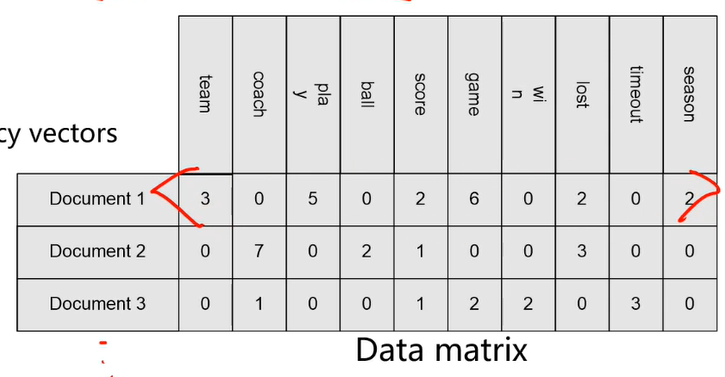 team coach play ball score game win lost timeout season
cy vectors
Document 1 3 0 5 0 2 6 0 2 0 2
Document 2 0 7 0 2 1 0 0 3 0 0
Document 3 0 1 0 0 1 2 2 0 3 0
Data matrix